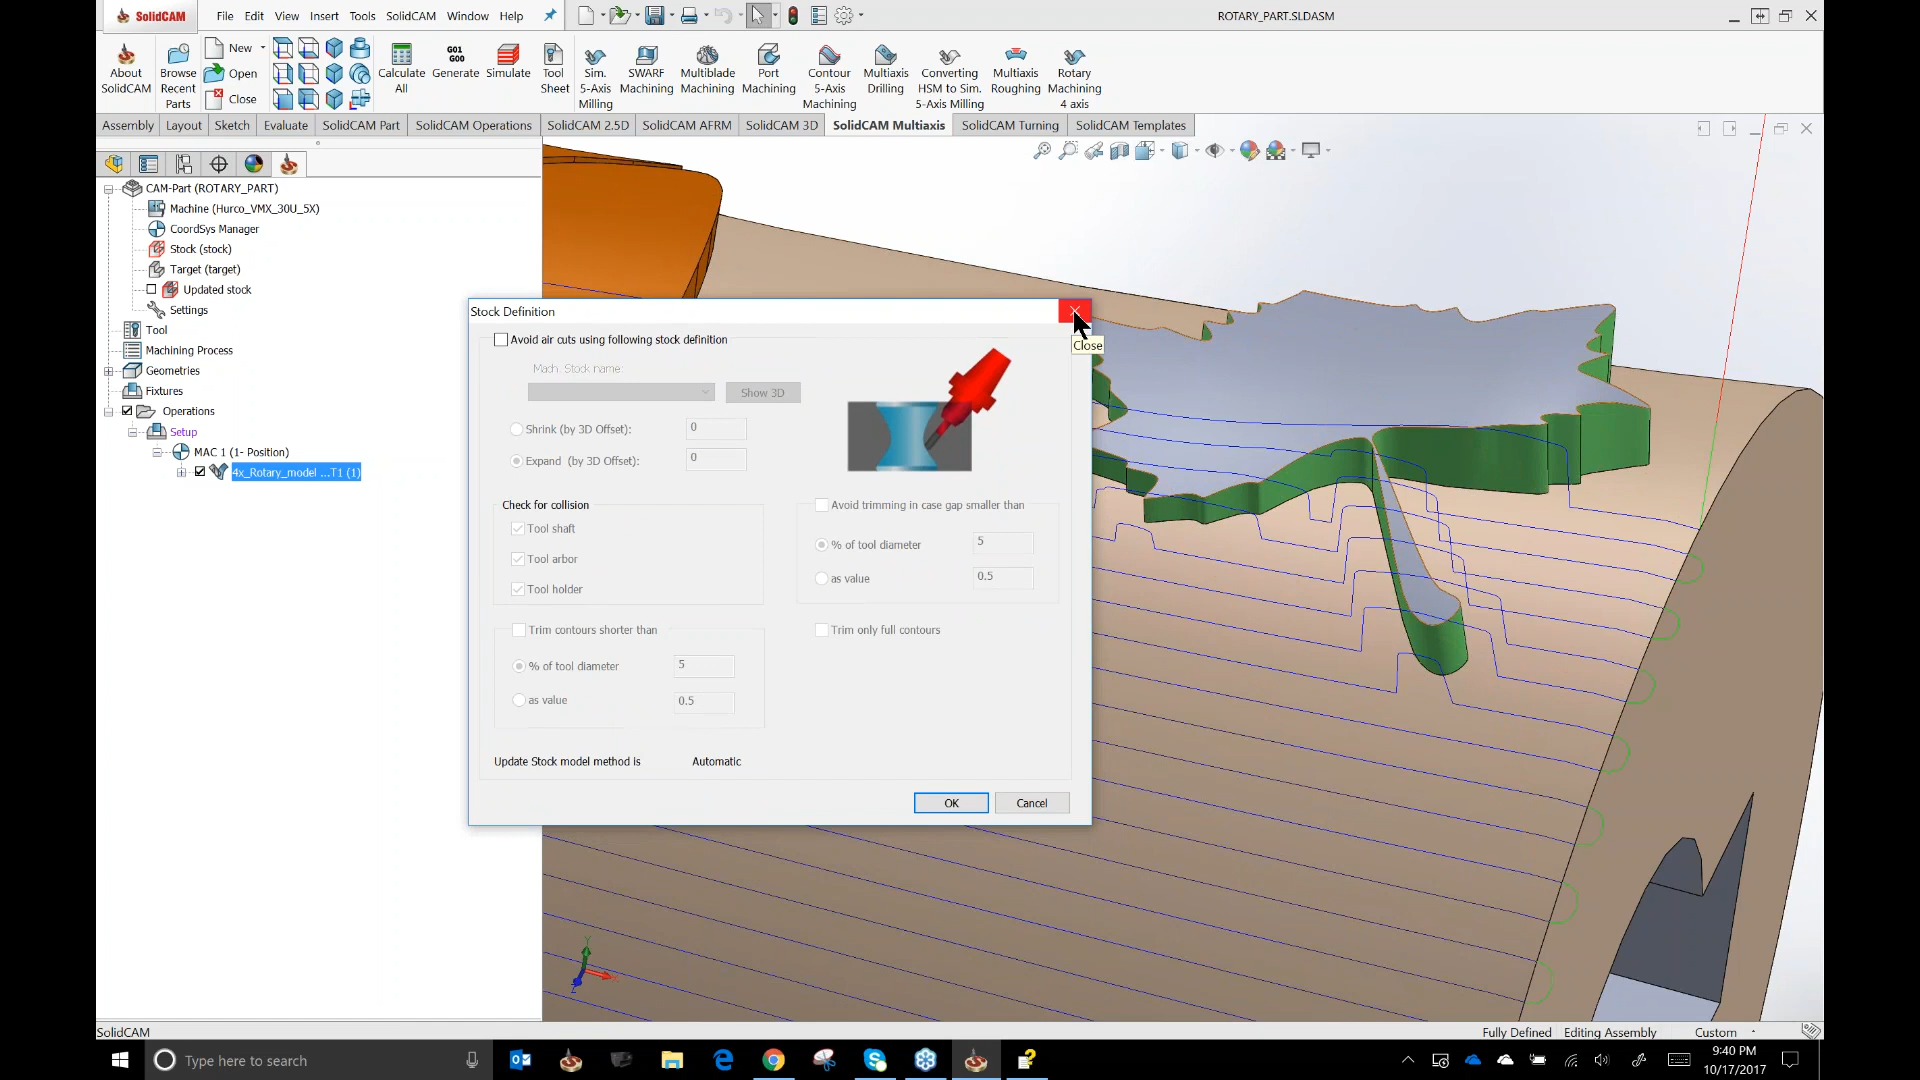 SolidCAM File Edit View Insert Tools SolidCAM Window Help ROTARY_PART.SLDASM
New
Open
Close
About SolidCAM
Browse Recent Parts
Calculate All
G01
G00
Generate
Simulate
Tool Sheet
Sim. 5-Axis Milling
SWARF Machining
Multiblade Machining
Port Machining
Contour 5-Axis Machining
Multiaxis Drilling
Converting HSM to Sim. 5-Axis Milling
Multiaxis Roughing
Rotary Machining 4 axis
Assembly Layout Sketch Evaluate SolidCAM Part SolidCAM Operations SolidCAM 2.5D SolidCAM AFRM SolidCAM 3D SolidCAM Multiaxis SolidCAM Turning SolidCAM Templates
CAM-Part (ROTARY_PART)
Machine (Hurco_VMX_30U_5X)
CoordSys Manager
Stock (stock)
Target (target)
Updated stock
Settings
Tool
Machining Process
Geometries
Fixtures
Operations
Setup
MAC 1 (1- Position)
4x_Rotary_model ...T1 (1)
Stock Definition
Close
Avoid air cuts using following stock definition
Mach. Stock name:
Show 3D
Shrink (by 3D Offset): 0
Expand (by 3D Offset): 0
Check for collision
Tool shaft
Tool arbor
Tool holder
Avoid trimming in case gap smaller than
% of tool diameter 5
as value 0.5
Trim contours shorter than
% of tool diameter 5
as value 0.5
Trim only full contours
Update Stock model method is Automatic
OK Cancel
Y
Z
SolidCAM Fully Defined Editing Assembly Custom
Type here to search
9:40 PM
10/17/2017